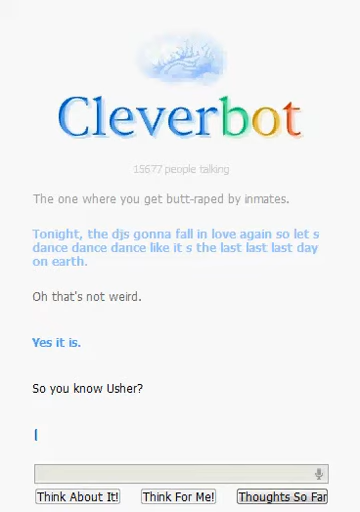 Cleverbot
15677 people talking
The one where you get butt-raped by inmates.
Tonight, the djs gonna fall in love again so let s
dance dance dance like it s the last last last day
on earth.
Oh that's not weird.
Yes it is.
So you know Usher?
Think About It!
Think For Me!
Thoughts So Far